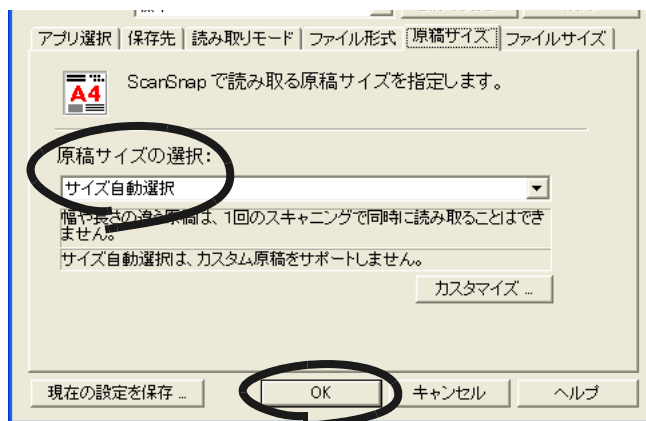 アプリ選択 保存先 読み取りモード ファイル形式 原稿サイズ ファイルサイズ
A4
ScanSnap で読み取る原稿サイズを指定します。
原稿サイズの選択:
サイズ自動選択
幅や長さの違う原稿は、1回のスキャニングで同時に読み取ることはでき
ません。
サイズ自動選択は、カスタム原稿をサポートしません。
カスタマイズ ...
現在の設定を保存 ... OK キャンセル ヘルプ